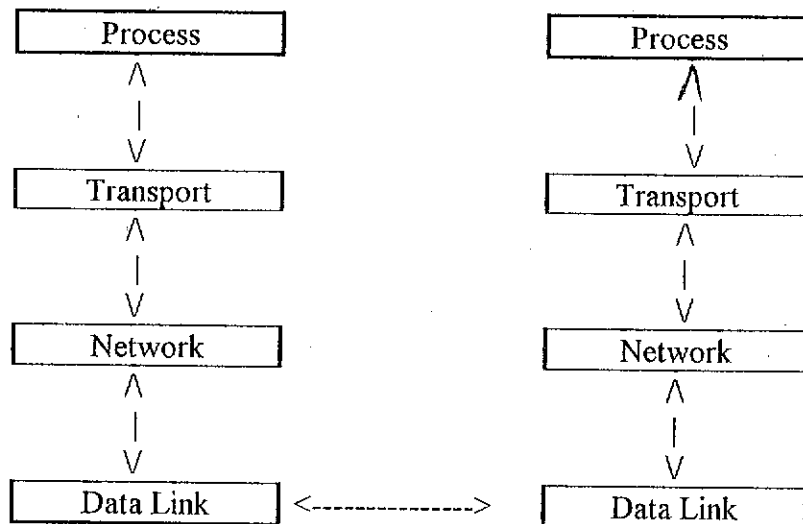 Process
Process
Transport
Transport
Network
Network
Data Link <--------------> Data Link